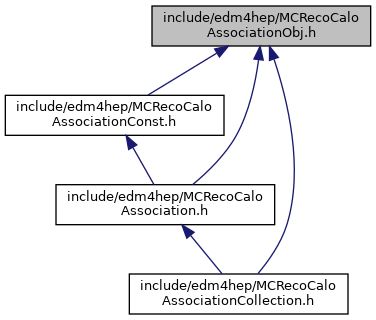 include/edm4hep/MCRecoCalo
AssociationObj.h
include/edm4hep/MCRecoCalo
AssociationConst.h
include/edm4hep/MCRecoCalo
Association.h
include/edm4hep/MCRecoCalo
AssociationCollection.h